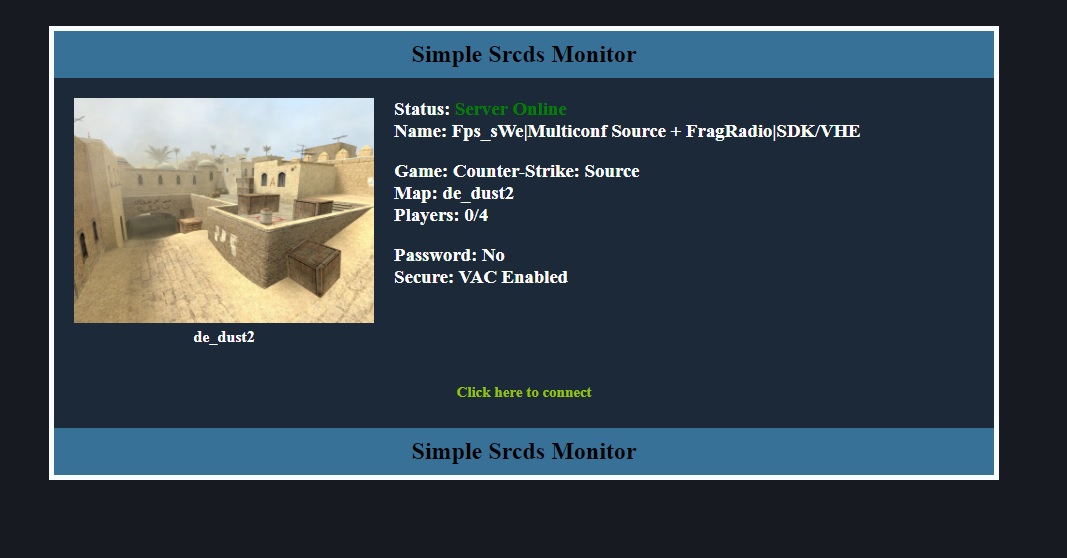 Simple Srcds Monitor
Status: Server Online
Name: Fps_sWe|Multiconf Source + FragRadio|SDK/VHE
Game: Counter-Strike: Source
Map: de_dust2
Players: 0/4
Password: No
Secure: VAC Enabled
de_dust2
Click here to connect
Simple Srcds Monitor